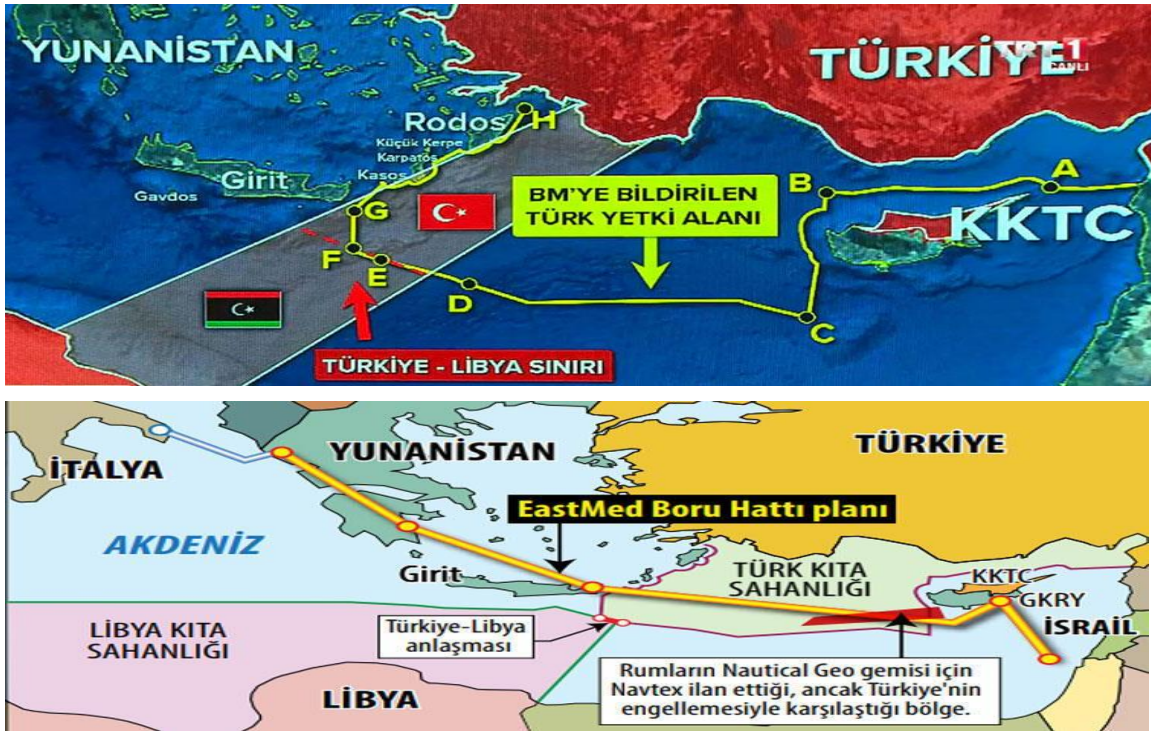 YUNANİSTAN
TÜRKİYE
TRT 1
CANLI
Rodos
H
Küçük Kerpe
Karpatos
Kasos
Girit
Gavdos
G
F
E
D
BM'YE BİLDİRİLEN
TÜRK YETKİ ALANI
B
A
KKTC
C
TÜRKİYE - LİBYA SINIRI
YUNANİSTAN
TÜRKİYE
İTALYA
EastMed Boru Hattı planı
AKDENİZ
Girit
TÜRK KITA
SAHANLIĞI
KKTC
GKRY
İSRAİL
LİBYA KITA
SAHANLIĞI
Türkiye-Libya
anlaşması
LİBYA
Rumların Nautical Geo gemisi için
Navtex ilan ettiği, ancak Türkiye'nin
engellemesiyle karşılaştığı bölge.